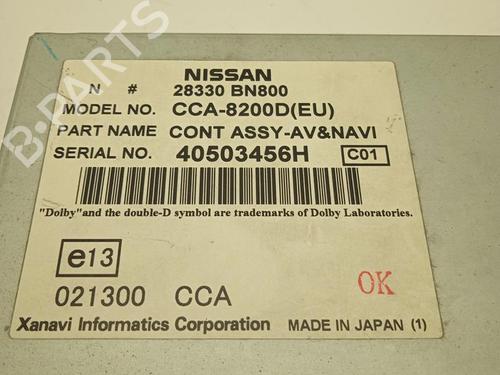 NISSAN
N # 28330 BN800
MODEL NO. CCA-8200D(EU)
PART NAME CONT ASSY-AV&NAVI
SERIAL NO. 40503456H C01
"Dolby"and the double-D symbol are trademarks of Dolby Laboratories.
e13
021300 CCA
OK
Xanavi Informatics Corporation MADE IN JAPAN (1)
B-PARTS